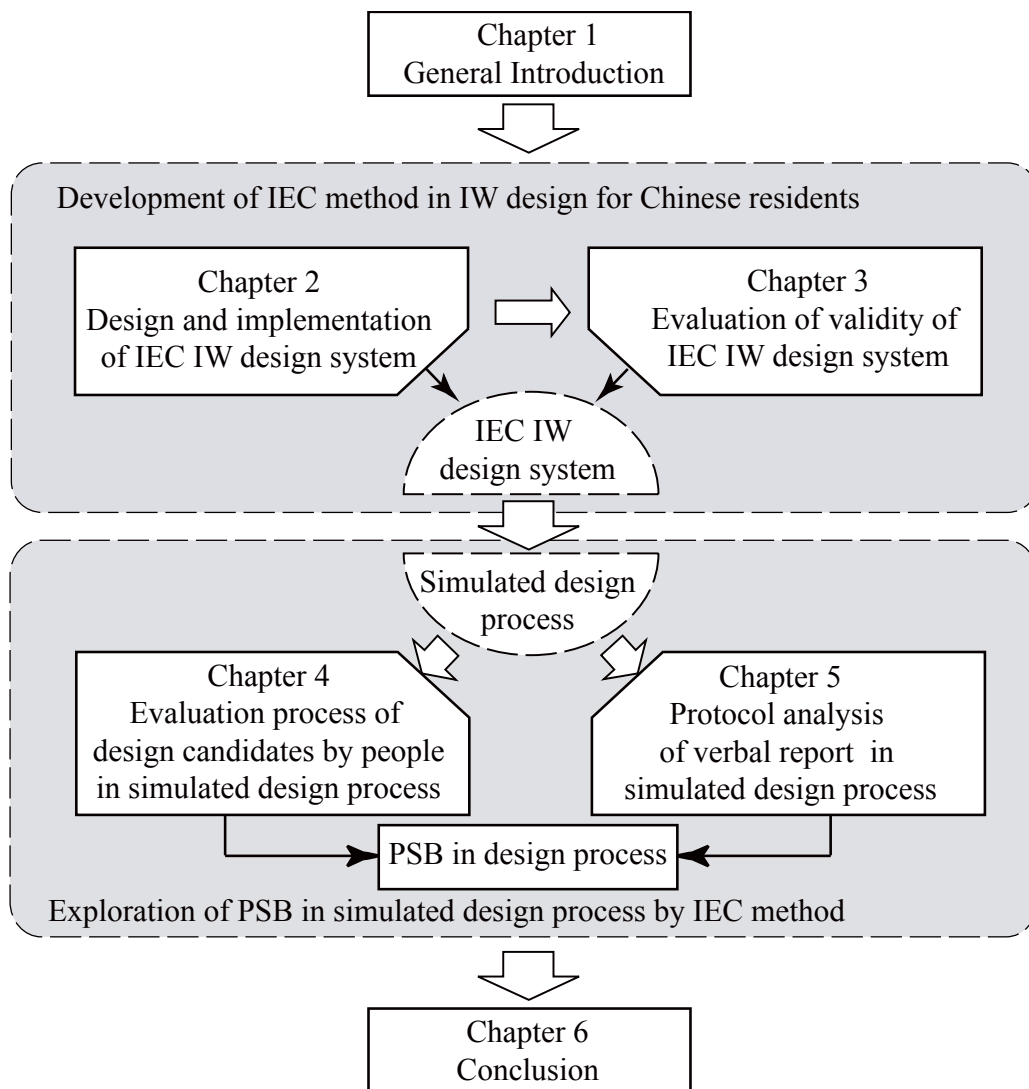 Chapter 1
General Introduction
Development of IEC method in IW design for Chinese residents
Chapter 2
Design and implementation
of IEC IW design system
Chapter 3
Evaluation of validity of
IEC IW design system
IEC IW
design system
Simulated design
process
Chapter 4
Evaluation process of
design candidates by people
in simulated design process
Chapter 5
Protocol analysis
of verbal report in
simulated design process
PSB in design process
Exploration of PSB in simulated design process by IEC method
Chapter 6
Conclusion